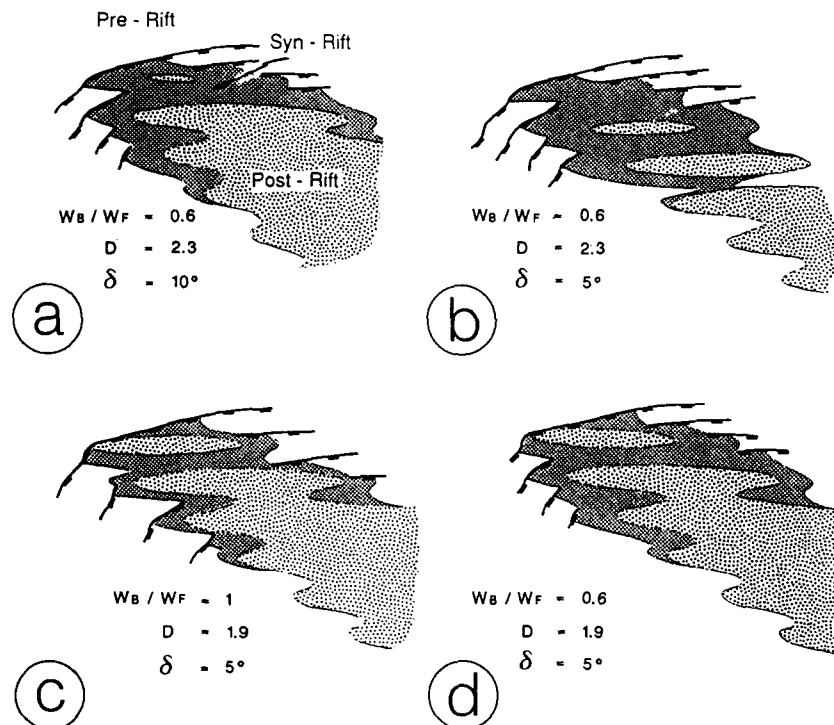 Pre - Rift
Syn - Rift
Post - Rift
WB / WF = 0.6
D = 2.3
δ = 10°
a
WB / WF = 0.6
D = 2.3
δ = 5°
b
WB / WF = 1
D = 1.9
δ = 5°
c
WB / WF = 0.6
D = 1.9
δ = 5°
d